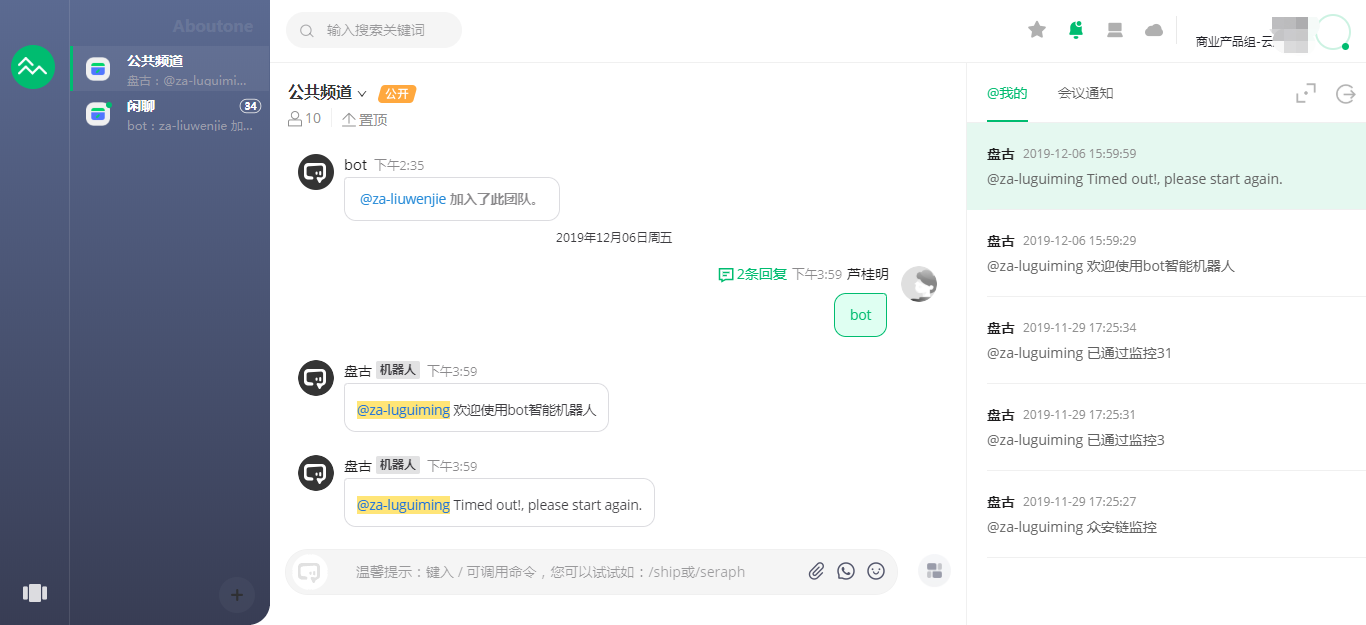 Aboutone
公共频道
盘古：@za-luguimi...
闲聊
34
bot：za-liuwenjie 加...
输入搜索关键词
商业产品组-云
公共频道
公开
10
置顶
bot 下午2:35
@za-liuwenjie 加入了此团队。
2019年12月06日周五
2条回复 下午3:59 芦桂明
bot
盘古 机器人 下午3:59
@za-luguiming 欢迎使用bot智能机器人
盘古 机器人 下午3:59
@za-luguiming Timed out!, please start again.
温馨提示：键入 / 可调用命令，您可以试试如：/ship或/seraph
@我的
会议通知
盘古 2019-12-06 15:59:59
@za-luguiming Timed out!, please start again.
盘古 2019-12-06 15:59:29
@za-luguiming 欢迎使用bot智能机器人
盘古 2019-11-29 17:25:34
@za-luguiming 已通过监控31
盘古 2019-11-29 17:25:31
@za-luguiming 已通过监控3
盘古 2019-11-29 17:25:27
@za-luguiming 众安链监控